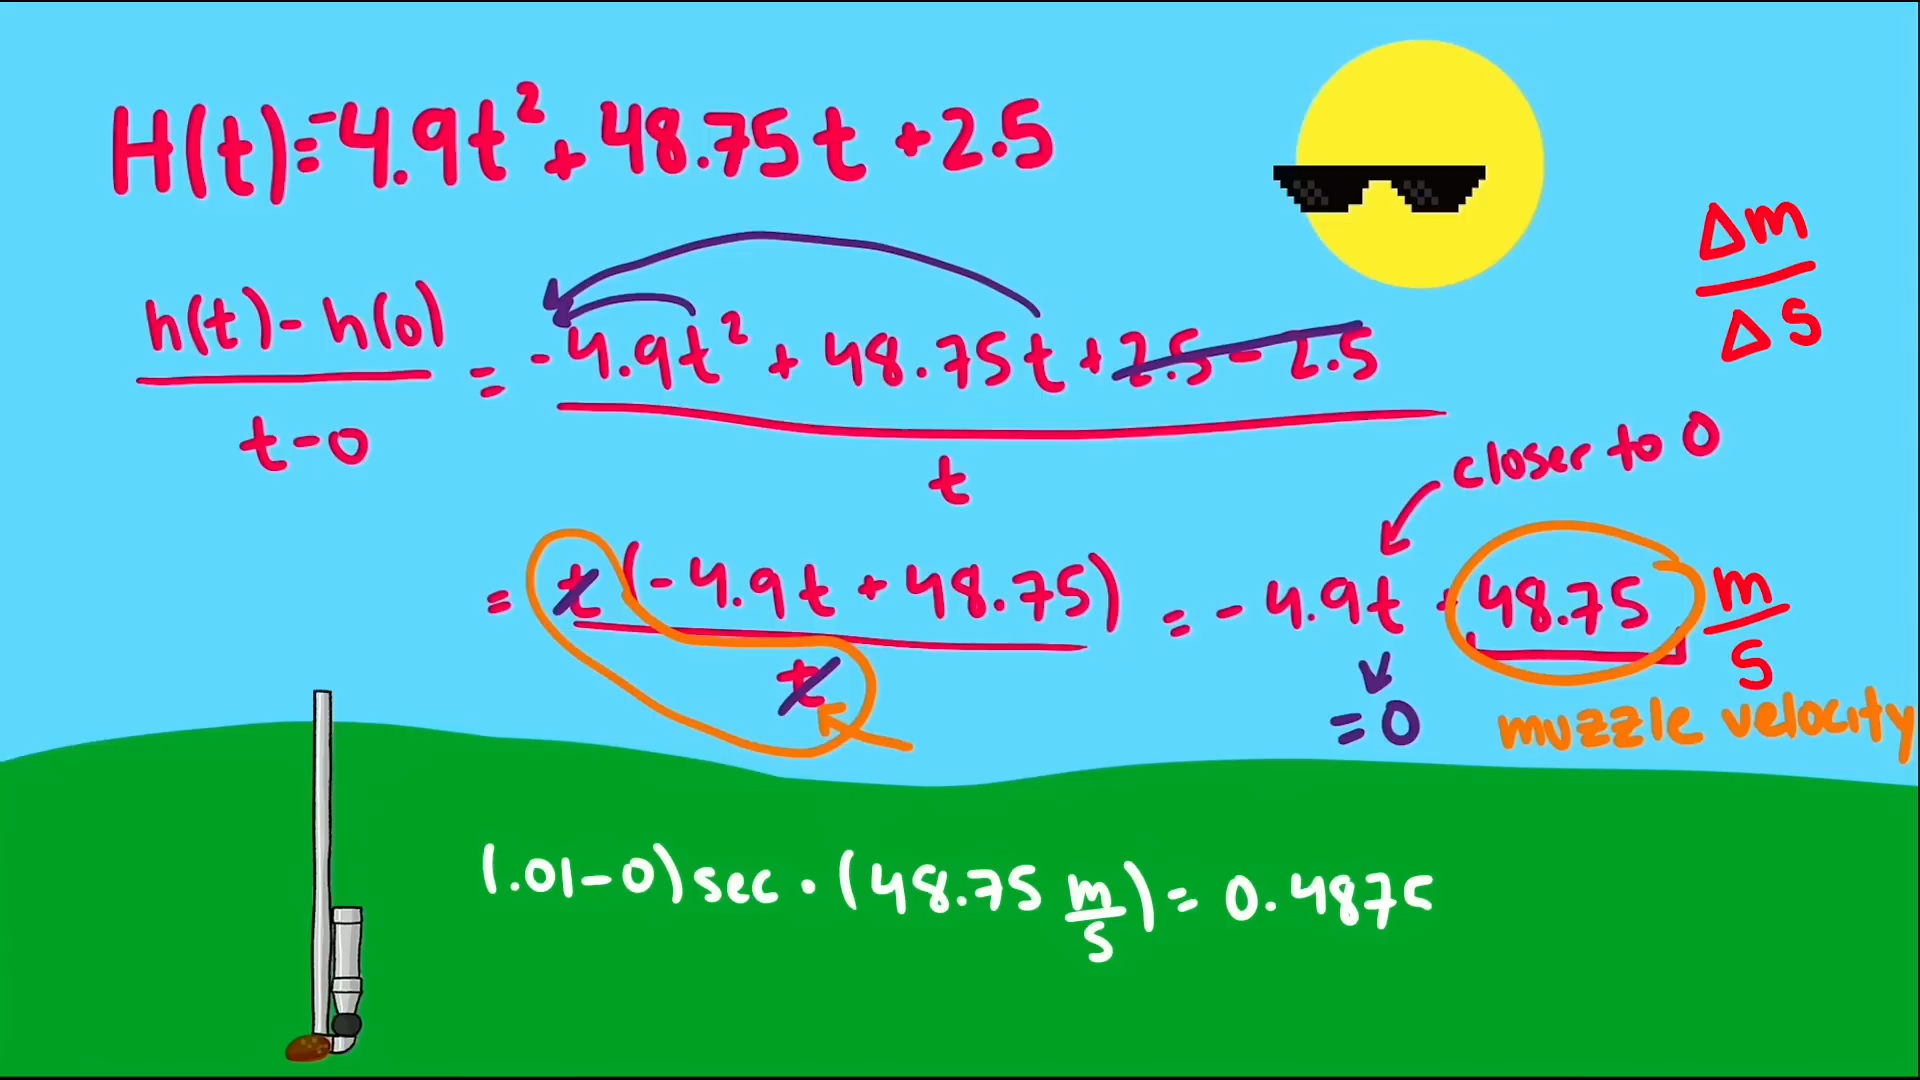 H(t)=-4.9t²+48.75t+2.5
Δm/Δs
h(t)-h(0)/t-0 = -4.9t²+48.75t+2.5-2.5/t
closer to 0
= t(-4.9t+48.75)/t = -4.9t + 48.75 m/s
=0
muzzle velocity
(.01-0)sec·(48.75 m/s)=0.4875